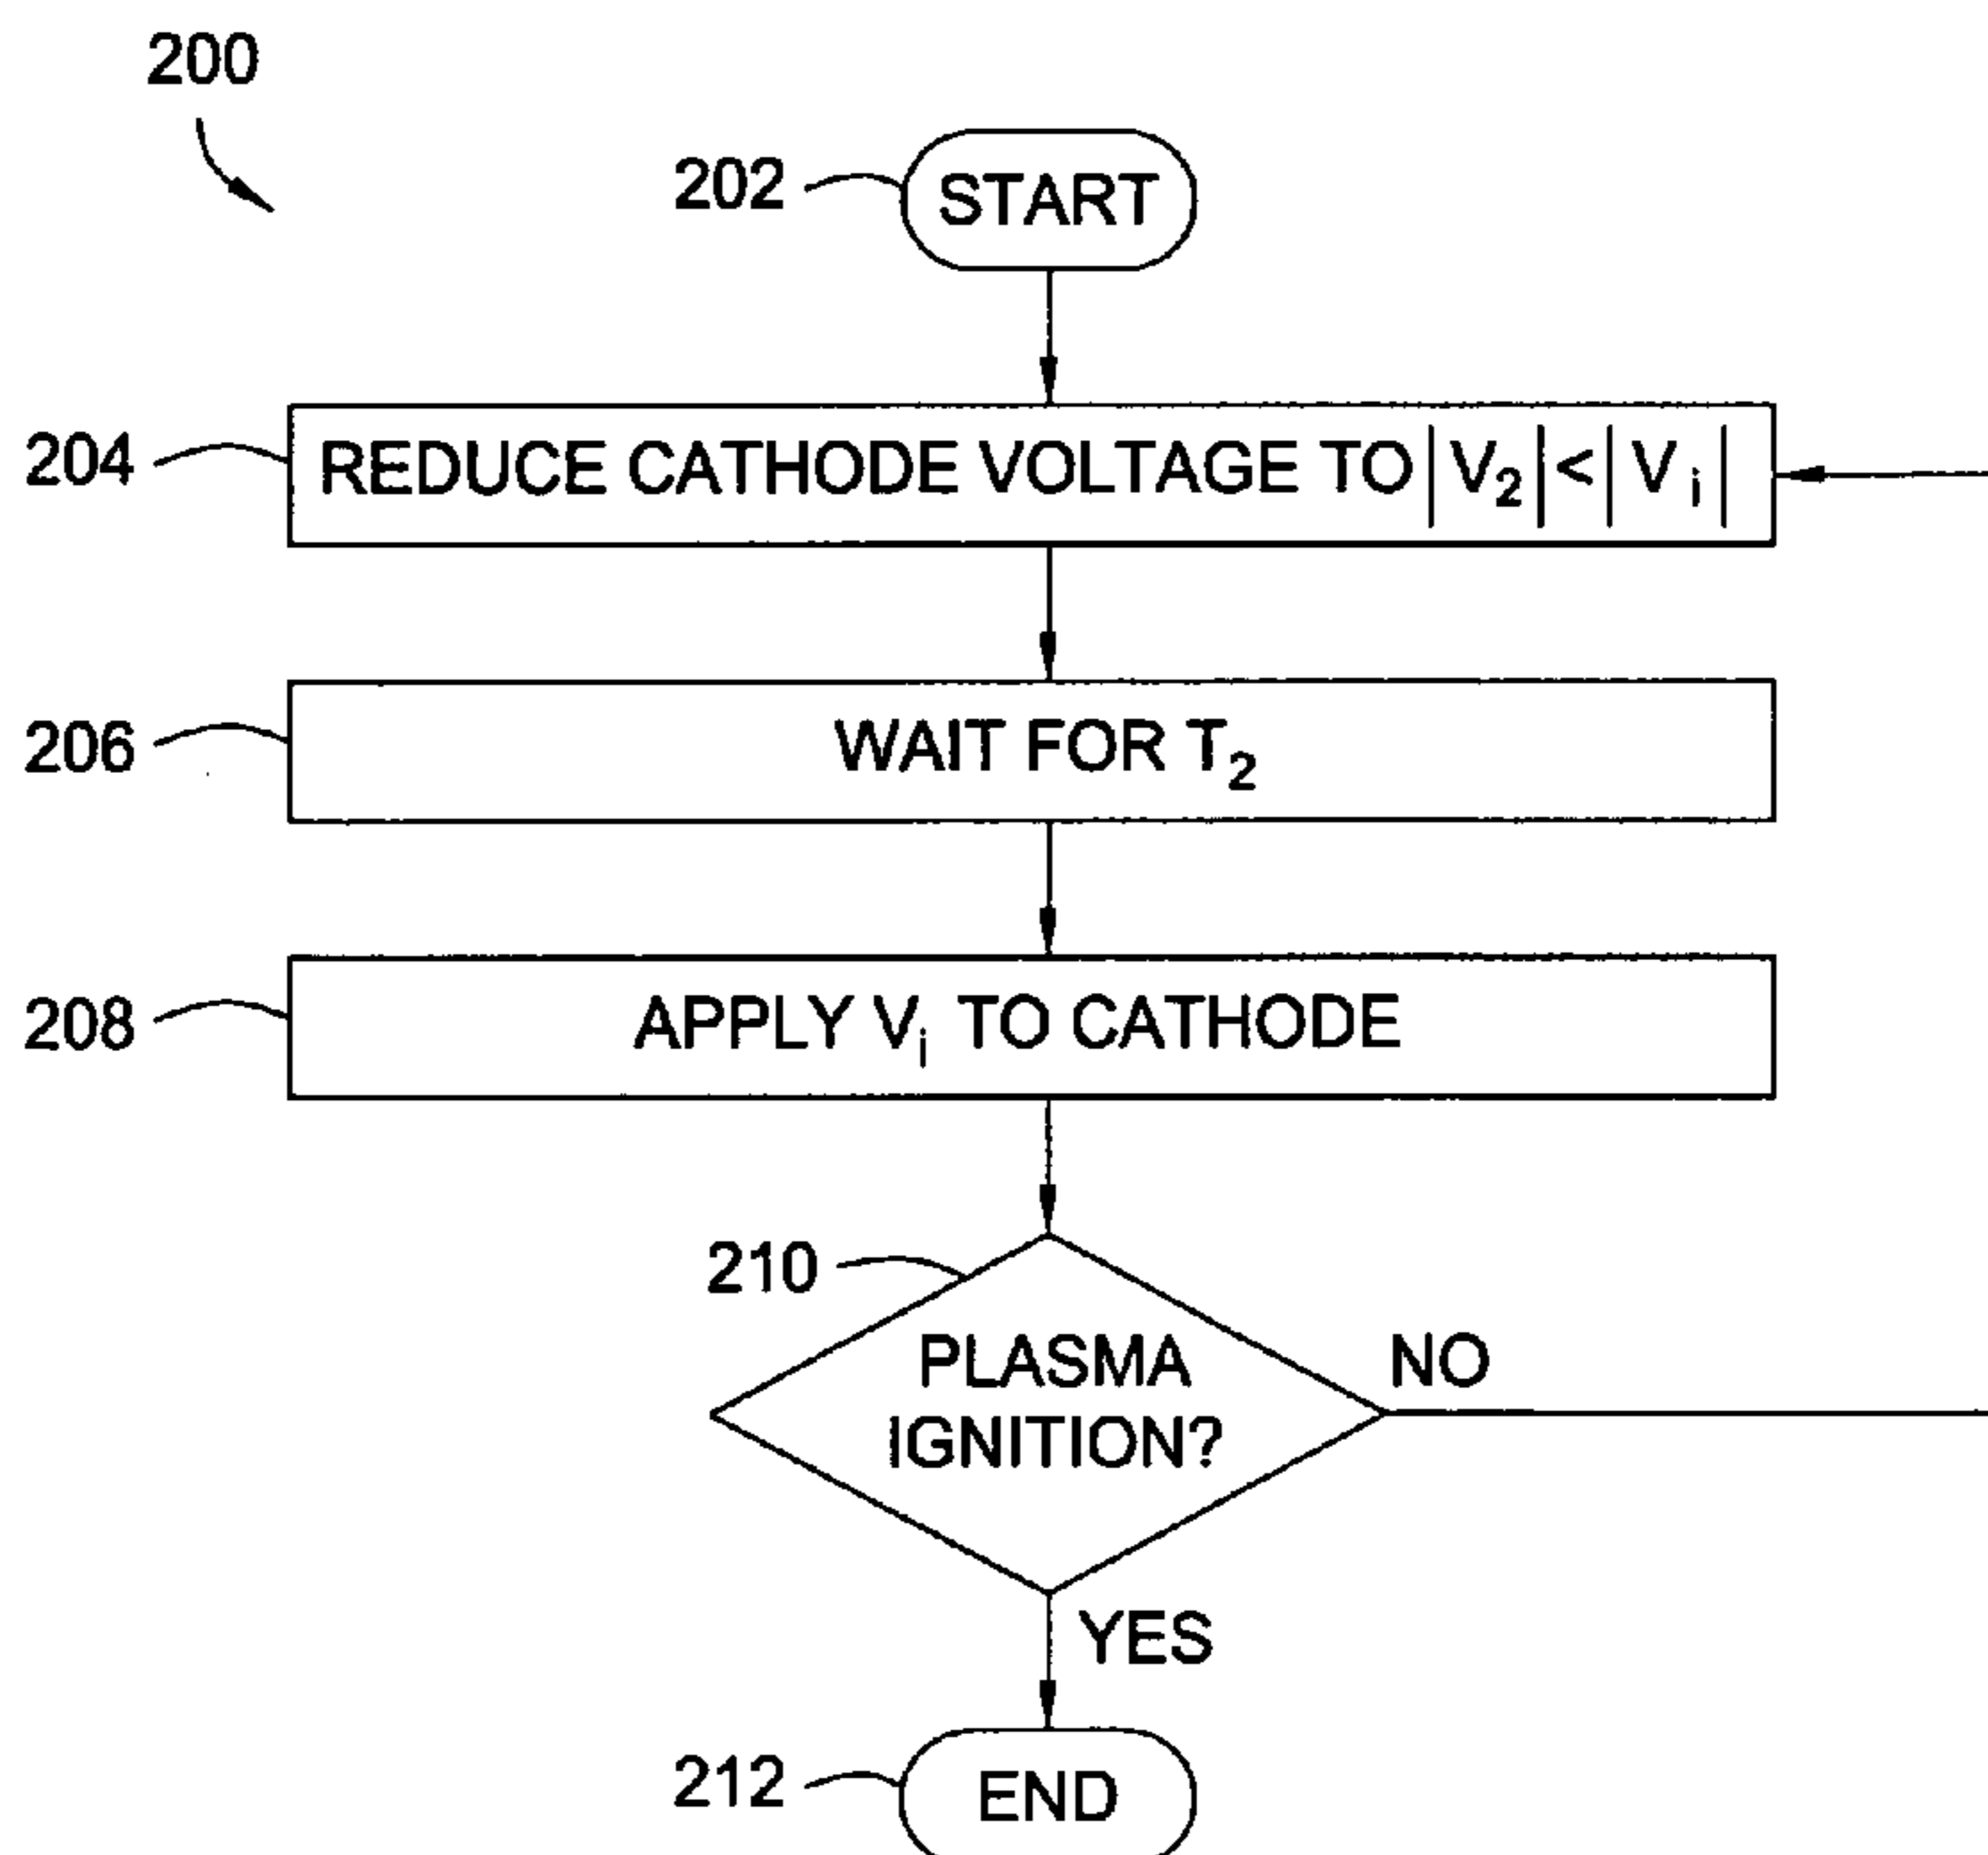 200
202
START
204
REDUCE CATHODE VOLTAGE TO |V₂|<|Vᵢ|
206
WAIT FOR T₂
208
APPLY Vᵢ TO CATHODE
210
PLASMA
IGNITION?
NO
YES
212
END